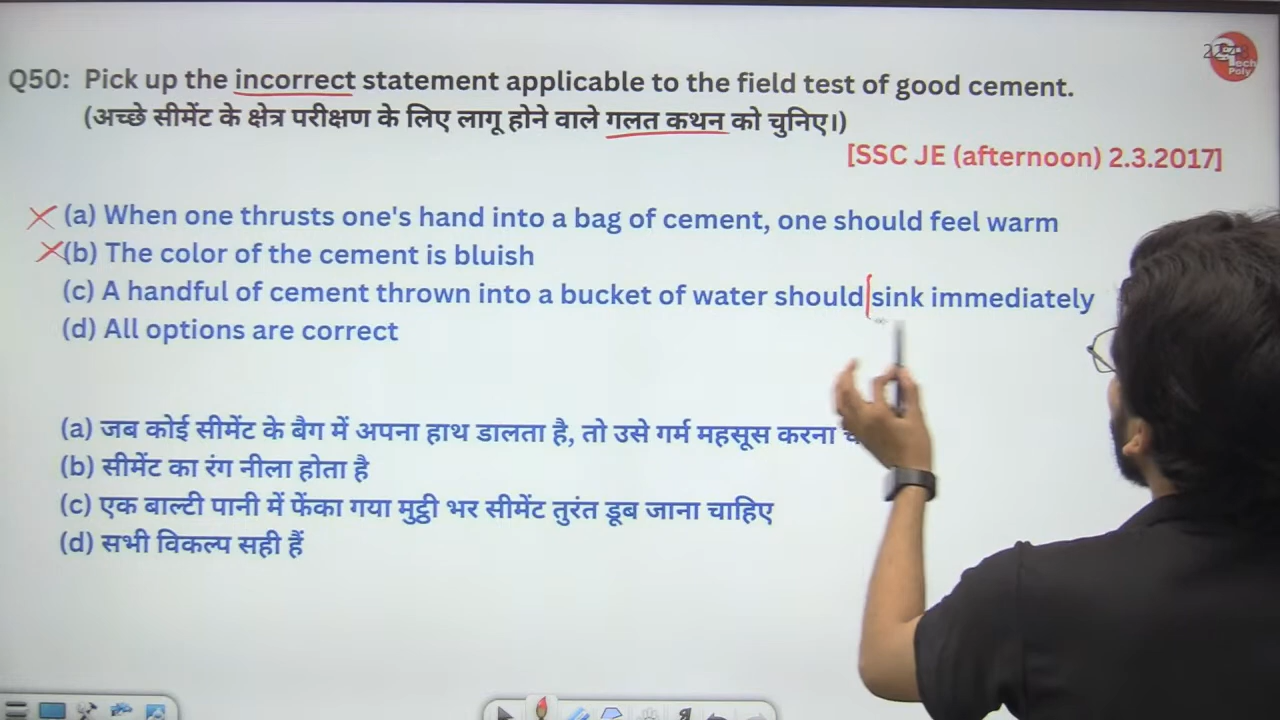 Q50: Pick up the incorrect statement applicable to the field test of good cement.
(अच्छे सीमेंट के क्षेत्र परीक्षण के लिए लागू होने वाले गलत कथन को चुनिए।)
[SSC JE (afternoon) 2.3.2017]
(a) When one thrusts one's hand into a bag of cement, one should feel warm
(b) The color of the cement is bluish
(c) A handful of cement thrown into a bucket of water should sink immediately
(d) All options are correct
(a) जब कोई सीमेंट के बैग में अपना हाथ डालता है, तो उसे गर्म महसूस करना
(b) सीमेंट का रंग नीला होता है
(c) एक बाल्टी पानी में फेंका गया मुट्ठी भर सीमेंट तुरंत डूब जाना चाहिए
(d) सभी विकल्प सही हैं
Tech
Poly